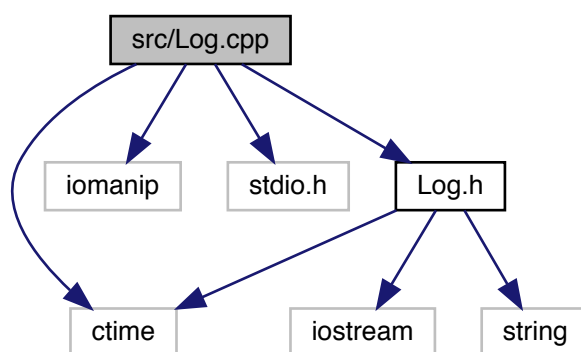 src/Log.cpp
iomanip
stdio.h
Log.h
ctime
iostream
string